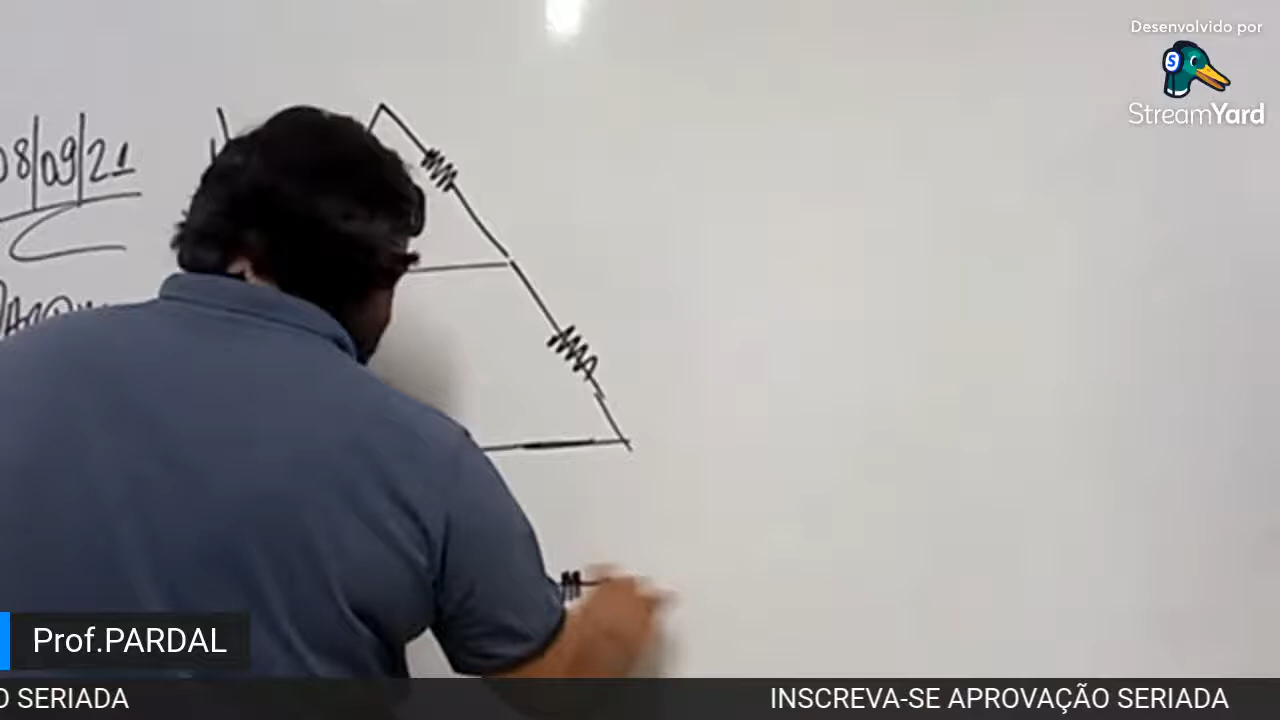 Desenvolvido por
StreamYard
08/09/21
Prof.PARDAL
O SERIADA
INSCREVA-SE APROVAÇÃO SERIADA